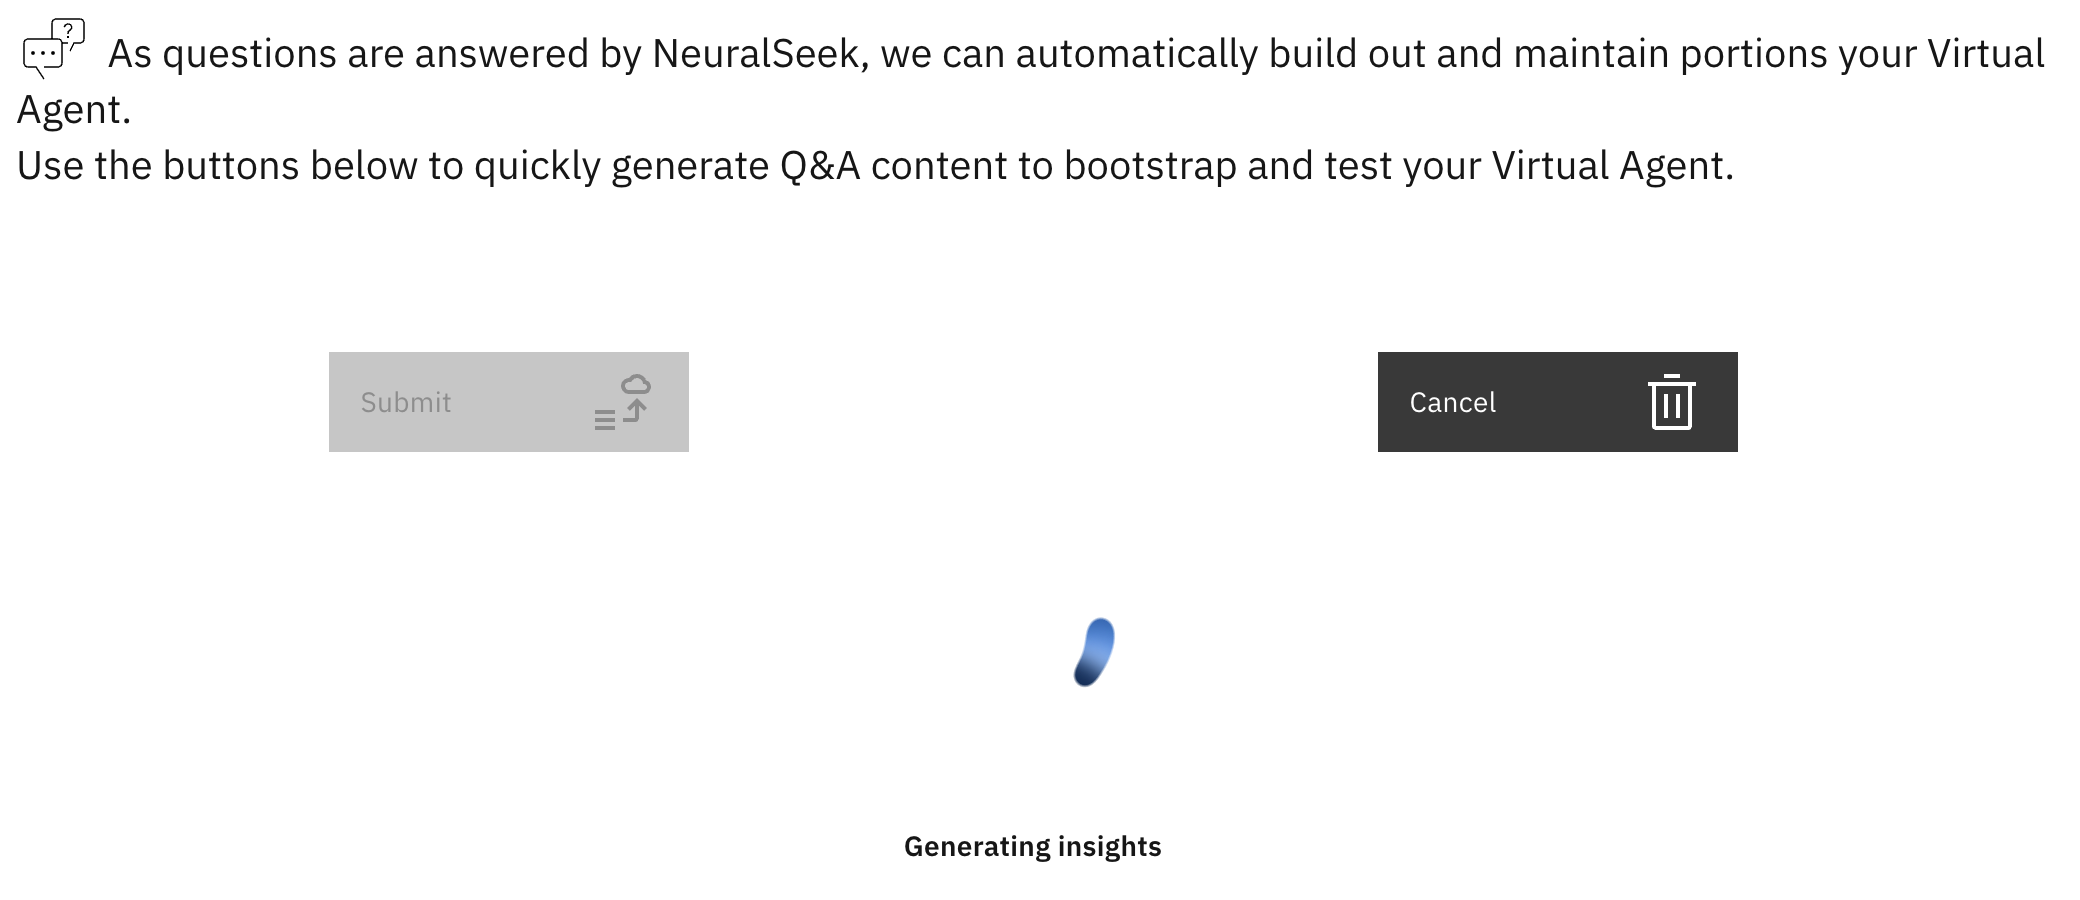 As questions are answered by NeuralSeek, we can automatically build out and maintain portions your Virtual
Agent.
Use the buttons below to quickly generate Q&A content to bootstrap and test your Virtual Agent.
Submit
Cancel
Generating insights